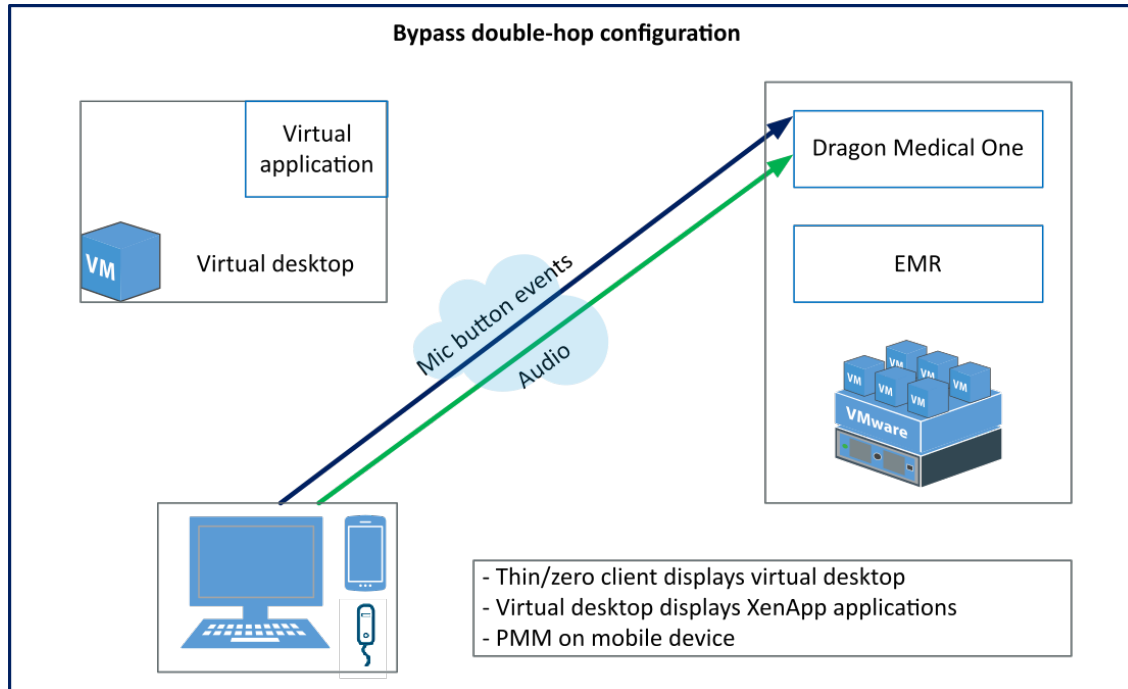 Bypass double-hop configuration
Virtual
application
VM
Virtual desktop
Mic button events
Audio
Dragon Medical One
EMR
VM
VM
VM
VM
VM
VM
VMware
- Thin/zero client displays virtual desktop
- Virtual desktop displays XenApp applications
- PMM on mobile device